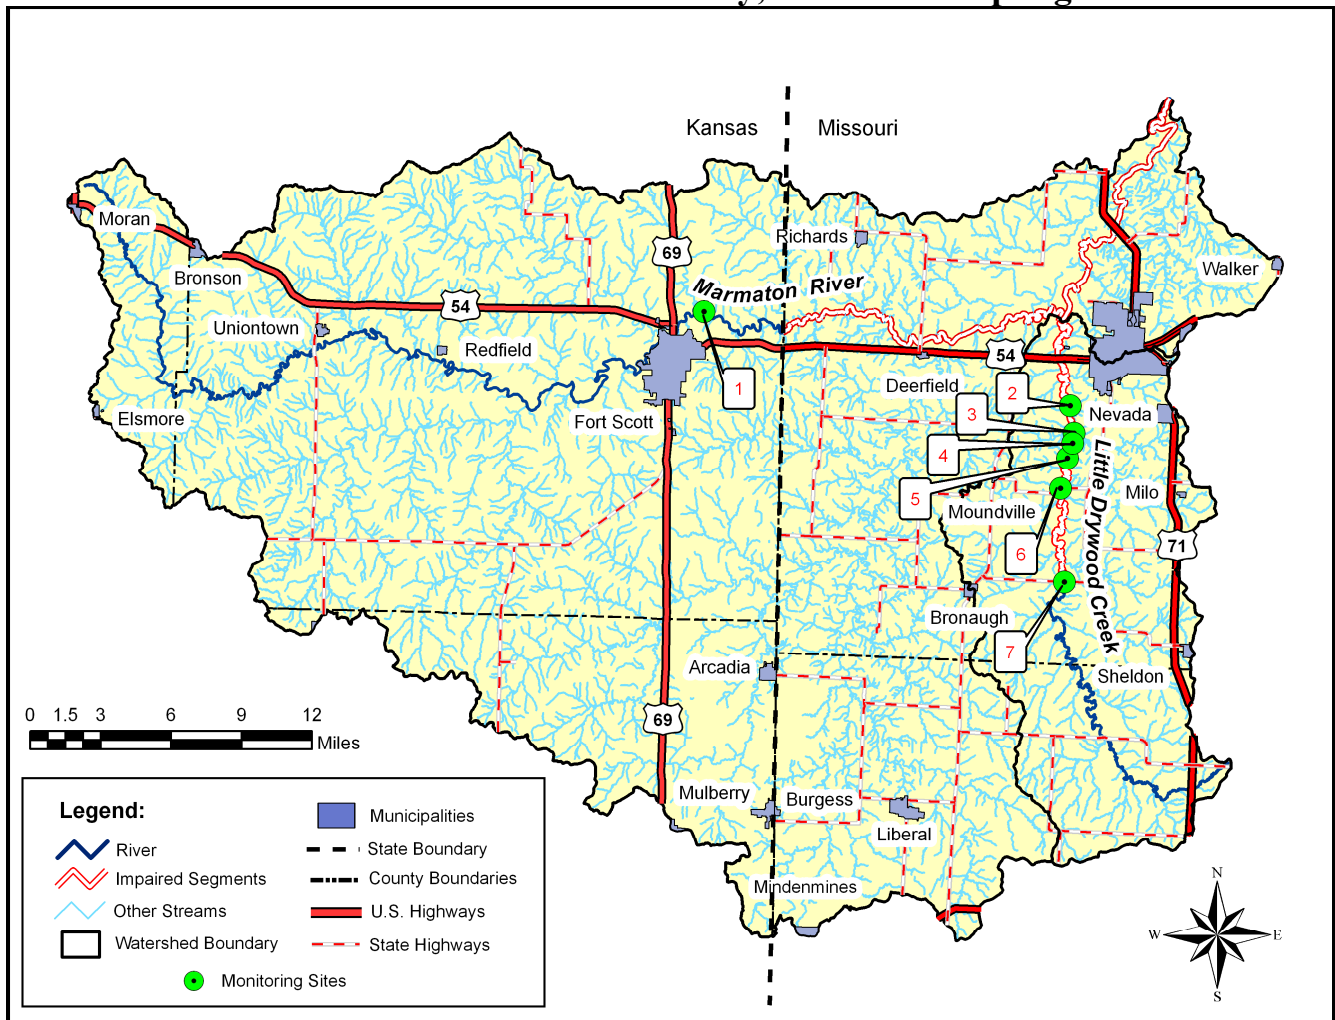 Kansas
Missouri
Moran
Bronson
Uniontown
Redfield
Elsmore
Fort Scott
69
54
Marmaton River
Richards
Walker
54
Deerfield
Nevada
1
2
3
4
5
6
7
Moundville
Milo
Little Drywood Creek
71
Bronaugh
Sheldon
Arcadia
69
Mulberry
Burgess
Liberal
Mindenmines
0 1.5 3 6 9 12
Miles
Legend:
River
Impaired Segments
Other Streams
Watershed Boundary
Monitoring Sites
Municipalities
State Boundary
County Boundaries
U.S. Highways
State Highways
N
W
E
S